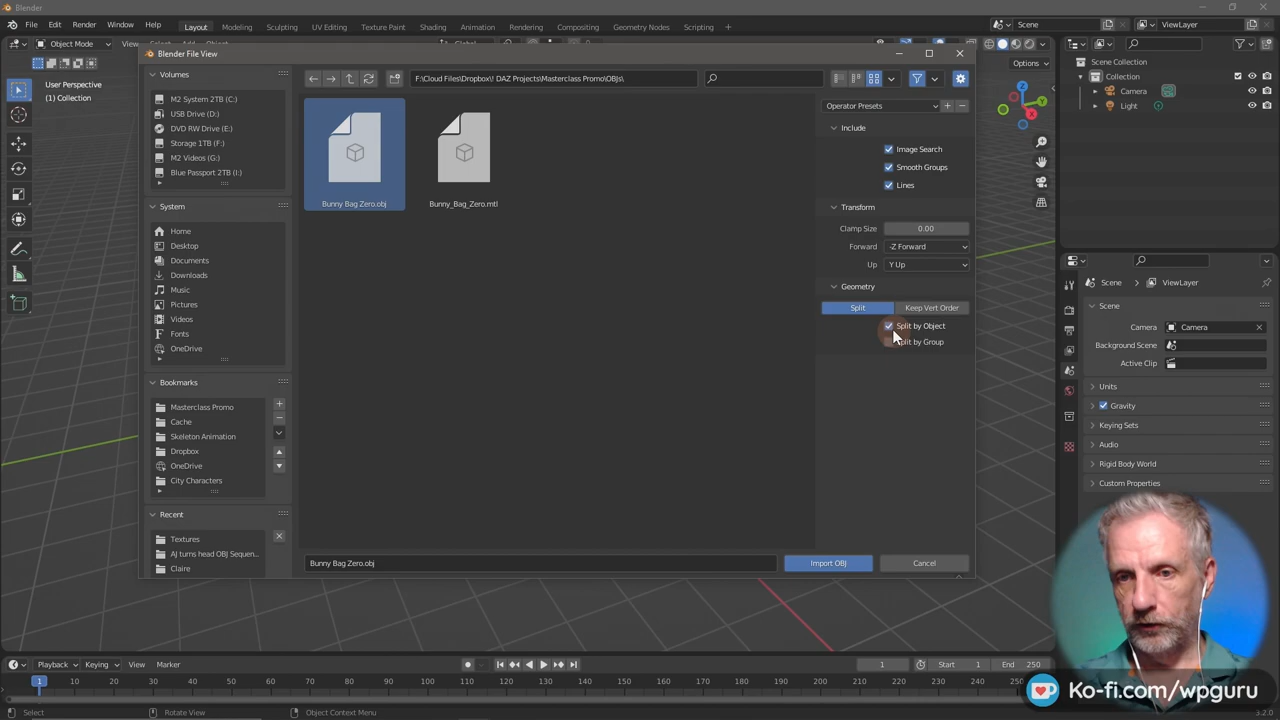 Blender
File Edit Render Window Help
Layout Modeling Sculpting UV Editing Texture Paint Shading Animation Rendering Compositing Geometry Nodes Scripting +
Scene
ViewLayer
Object Mode
Options
User Perspective
(1) Collection
Blender File View
Volumes
M2 System 2TB (C:)
USB Drive (D:)
DVD RW Drive (E:)
Storage 1TB (F:)
M2 Videos (G:)
Blue Passport 2TB (I:)
System
Home
Desktop
Documents
Downloads
Music
Pictures
Videos
Fonts
OneDrive
Bookmarks
Masterclass Promo
Cache
Skeleton Animation
Dropbox
OneDrive
City Characters
Recent
Textures
AJ turns head OBJ Sequen...
Claire
F:\Cloud Files\Dropbox\! DAZ Projects\Masterclass Promo\OBJs\
Bunny Bag Zero.obj
Bunny_Bag_Zero.mtl
Operator Presets
Include
Image Search
Smooth Groups
Lines
Transform
Clamp Size 0.00
Forward -Z Forward
Up Y Up
Geometry
Split Keep Vert Order
Split by Object
by Group
Bunny Bag Zero.obj
Import OBJ
Cancel
Scene Collection
Collection
Camera
Light
Scene
ViewLayer
Scene
Camera Camera
Background Scene
Active Clip
Units
Gravity
Keying Sets
Audio
Rigid Body World
Custom Properties
Playback Keying View Marker
1
Start 1
End 250
1 10 20 30 40 50 60 70 80 90 100 110 120 130 140 150 160 170 180 190 200 210 220 230 240 250
Select
Rotate View
Object Context Menu
3.2.0
Ko-fi.com/wpguru